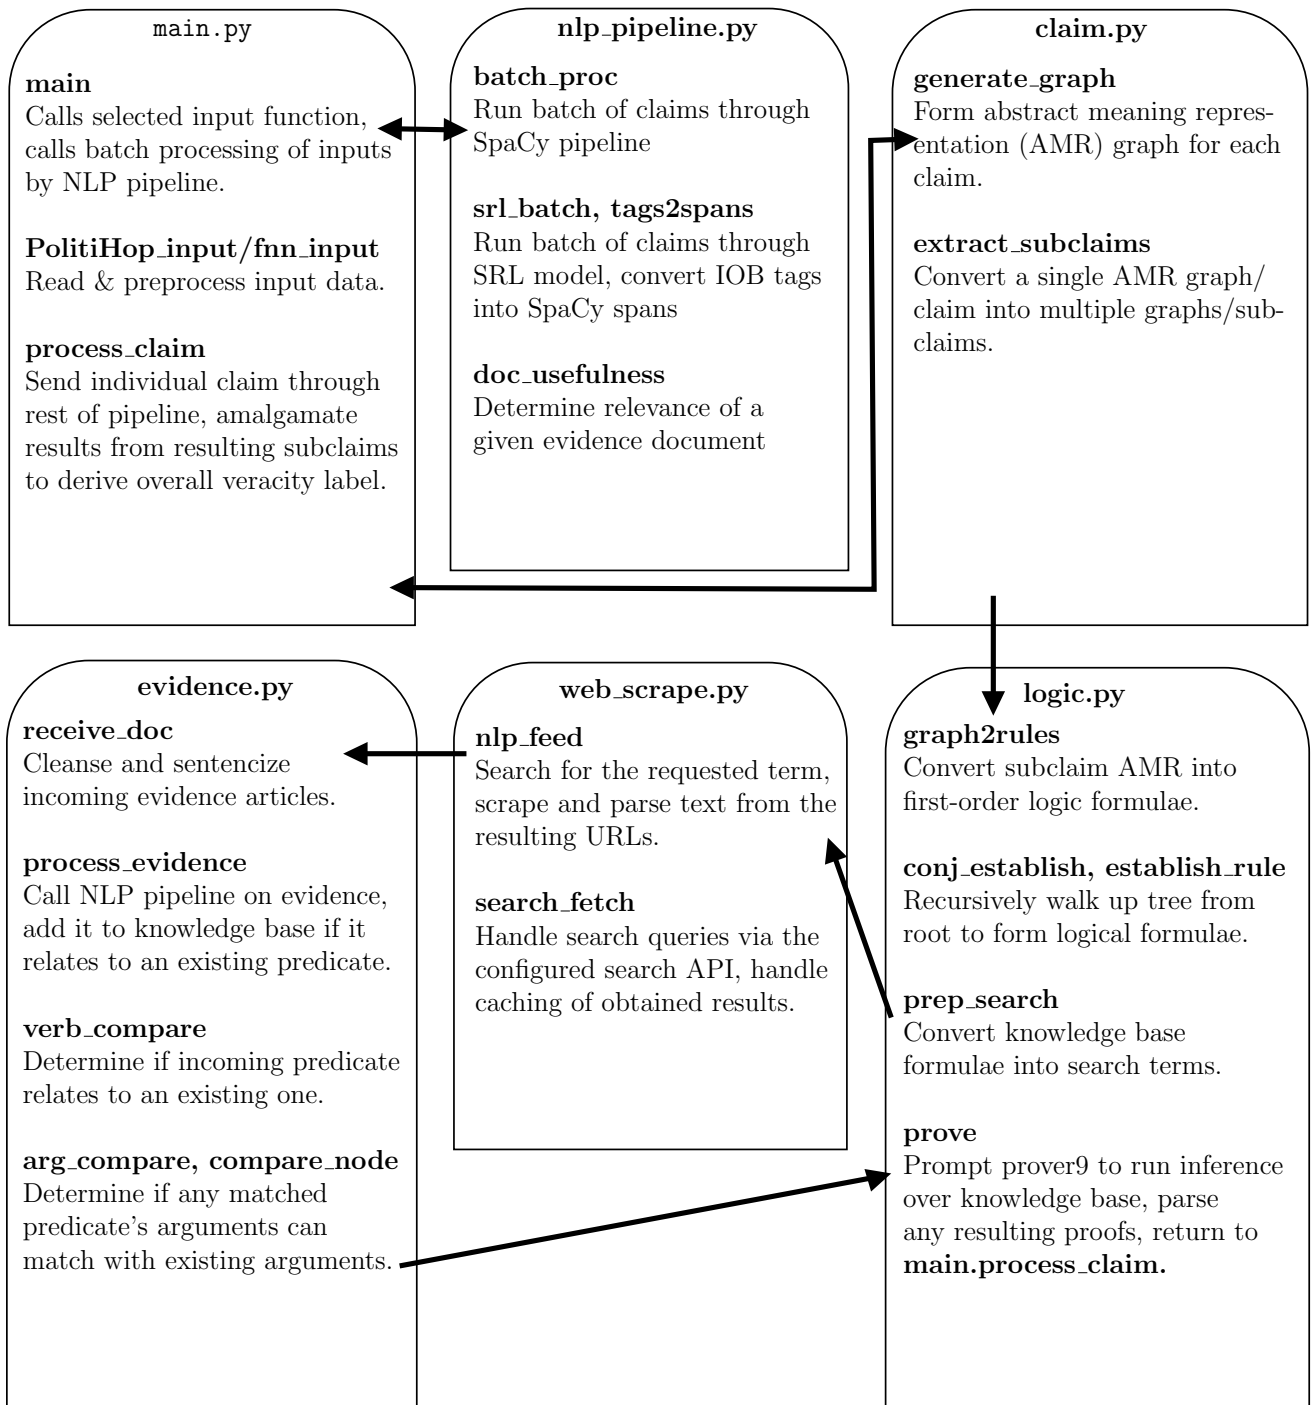 main.py
main
Calls selected input function,
calls batch processing of inputs
by NLP pipeline.
PolitiHop_input/fnn_input
Read & preprocess input data.
process_claim
Send individual claim through
rest of pipeline, amalgamate
results from resulting subclaims
to derive overall veracity label.
nlp_pipeline.py
batch_proc
Run batch of claims through
SpaCy pipeline
srl_batch, tags2spans
Run batch of claims through
SRL model, convert IOB tags
into SpaCy spans
doc_usefulness
Determine relevance of a
given evidence document
claim.py
generate_graph
Form abstract meaning repres-
entation (AMR) graph for each
claim.
extract_subclaims
Convert a single AMR graph/
claim into multiple graphs/sub-
claims.
evidence.py
receive_doc
Cleanse and sentencize
incoming evidence articles.
process_evidence
Call NLP pipeline on evidence,
add it to knowledge base if it
relates to an existing predicate.
verb_compare
Determine if incoming predicate
relates to an existing one.
arg_compare, compare_node
Determine if any matched
predicate's arguments can
match with existing arguments.
web_scrape.py
nlp_feed
Search for the requested term,
scrape and parse text from the
resulting URLs.
search_fetch
Handle search queries via the
configured search API, handle
caching of obtained results.
logic.py
graph2rules
Convert subclaim AMR into
first-order logic formulae.
conj_establish, establish_rule
Recursively walk up tree from
root to form logical formulae.
prep_search
Convert knowledge base
formulae into search terms.
prove
Prompt prover9 to run inference
over knowledge base, parse
any resulting proofs, return to
main.process_claim.